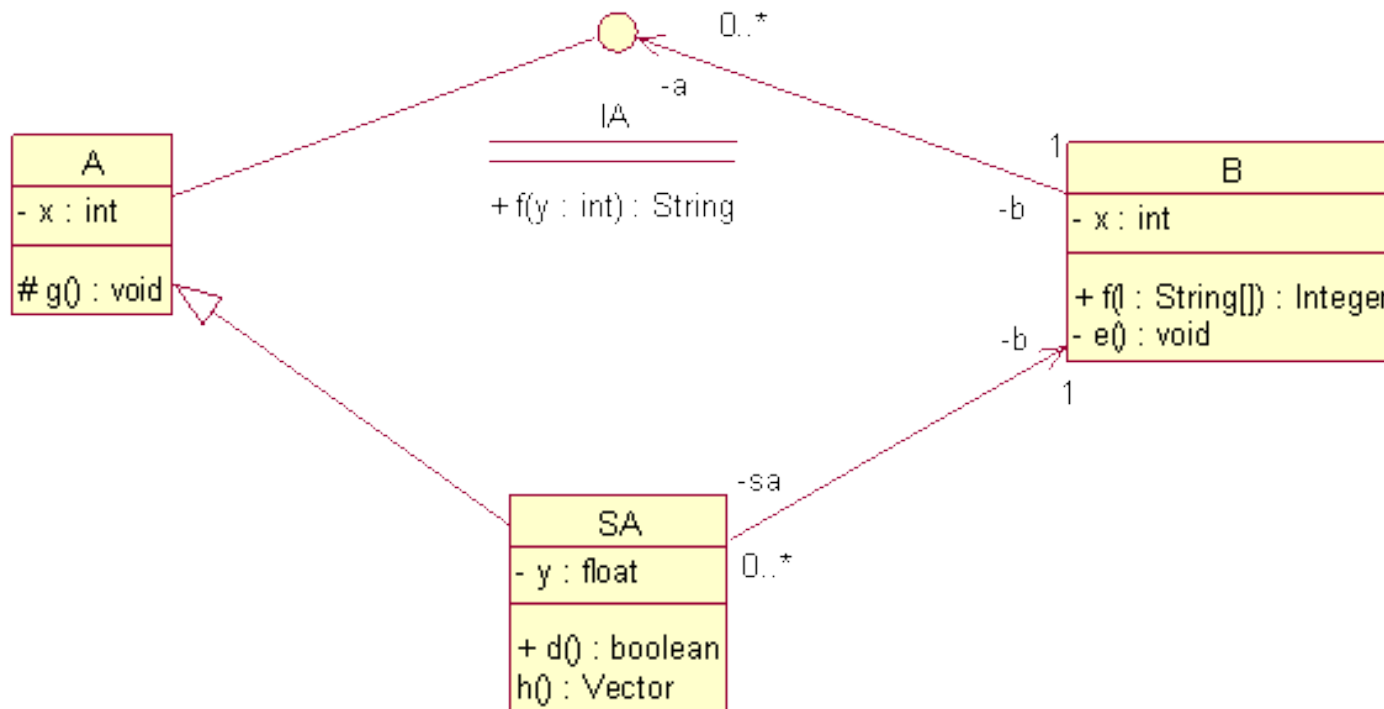 0..*
-a
IA
+ f(y : int) : String
A
- x : int
# g() : void
1
B
-b
- x : int
+ f(l : String[]) : Integer
- e() : void
-b
1
-sa
SA
0..*
- y : float
+ d() : boolean
h() : Vector